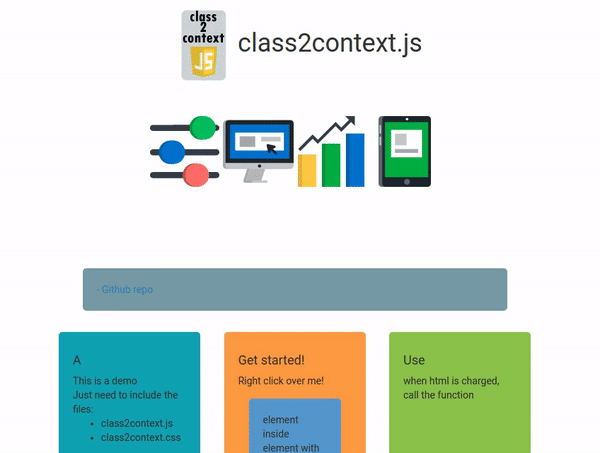 class
2
context
JS
class2context.js
- Github repo
A
This is a demo
Just need to include the
files:
• class2context.js
• class2context.css
Get started!
Right click over me!
element
inside
element with
Use
when html is charged,
call the function